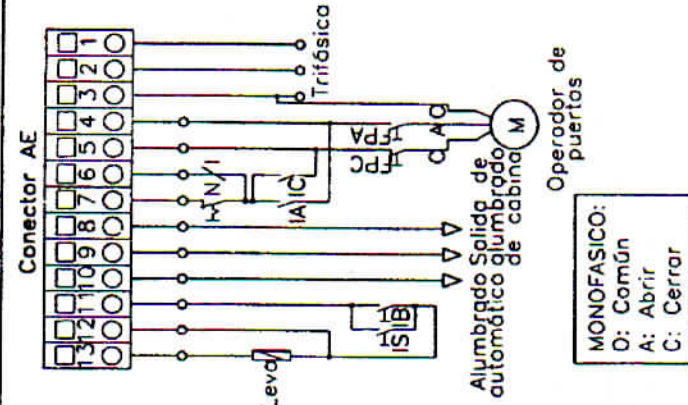 Conector AE
1
2
3
4
5
6
7
8
9
10
11
12
13
Trifásica
N
I
IA
IC
FPA
FPC
O
A
C
M
Operador de
puertas
IS
IB
Leva
Alumbrado
automático
Salida de
alumbrado
de cabina
MONOFASICO:
O: Común
A: Abrir
C: Cerrar